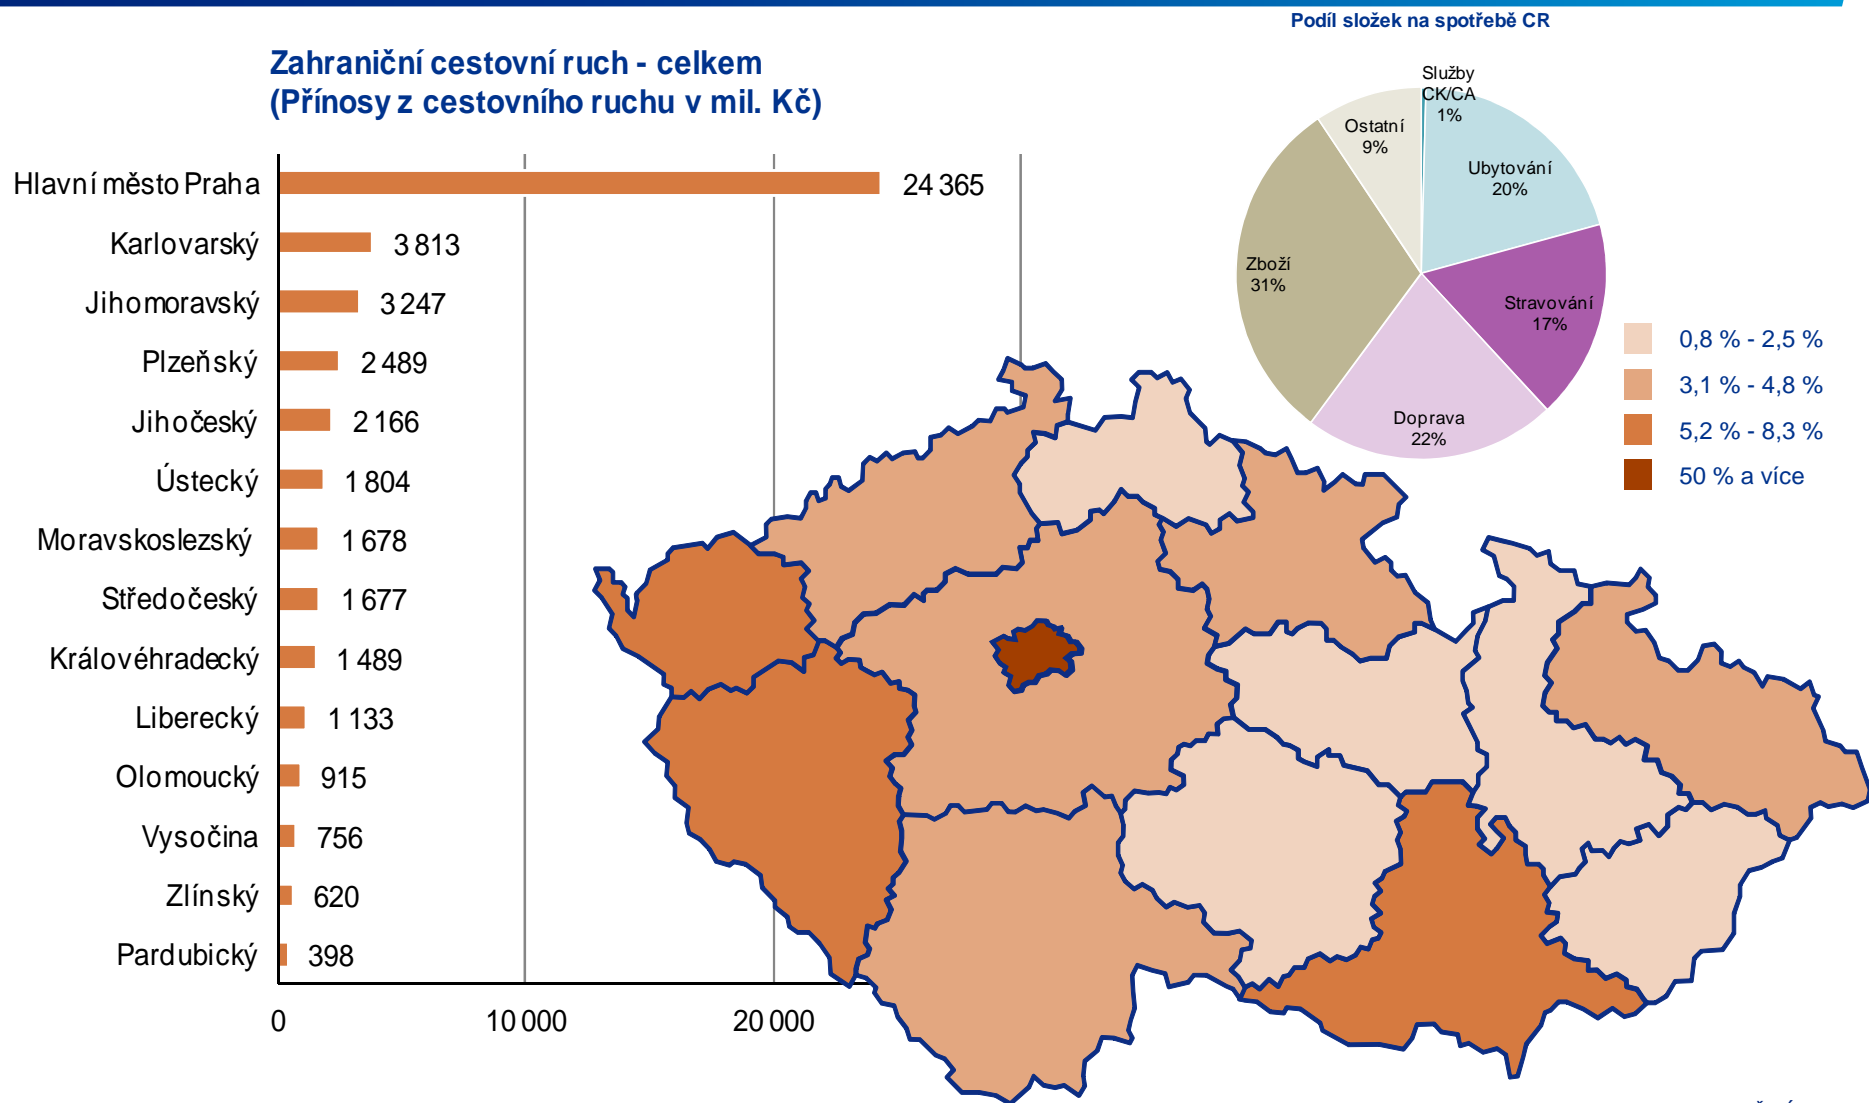 Podíl složek na spotřebě CR
Zahraniční cestovní ruch - celkem
(Přínosy z cestovního ruchu v mil. Kč)
Hlavní město Praha 24 365
Karlovarský 3 813
Jihomoravský 3 247
Plzeňský 2 489
Jihočeský 2 166
Ústecký 1 804
Moravskoslezský 1 678
Středočeský 1 677
Královéhradecký 1 489
Liberecký 1 133
Olomoucký 915
Vysočina 756
Zlínský 620
Pardubický 398
0 10 000 20 000
Služby
CK/CA
1%
Ubytování
20%
Stravování
17%
Doprava
22%
Zboží
31%
Ostatní
9%
0,8 % - 2,5 %
3,1 % - 4,8 %
5,2 % - 8,3 %
50 % a více